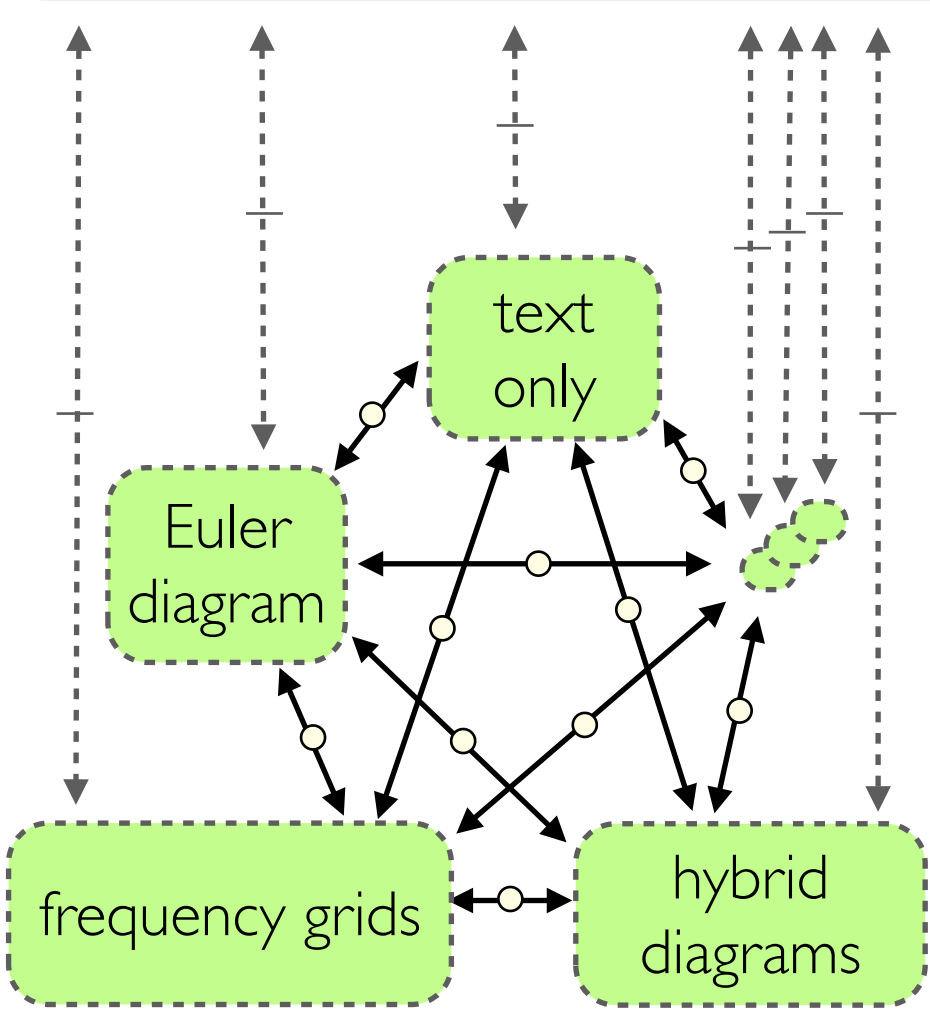 text
only
Euler
diagram
frequency grids
hybrid
diagrams